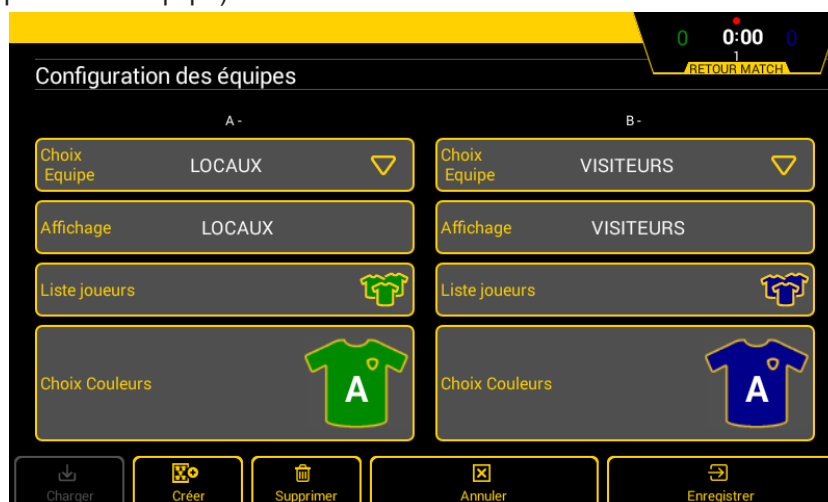 0 0:00 0
1
RETOUR MATCH
Configuration des équipes
A - B -
Choix Equipe LOCAUX
Choix Equipe VISITEURS
Affichage LOCAUX
Affichage VISITEURS
Liste joueurs
Liste joueurs
Choix Couleurs A
Choix Couleurs A
Charger Créer Supprimer Annuler Enregistrer